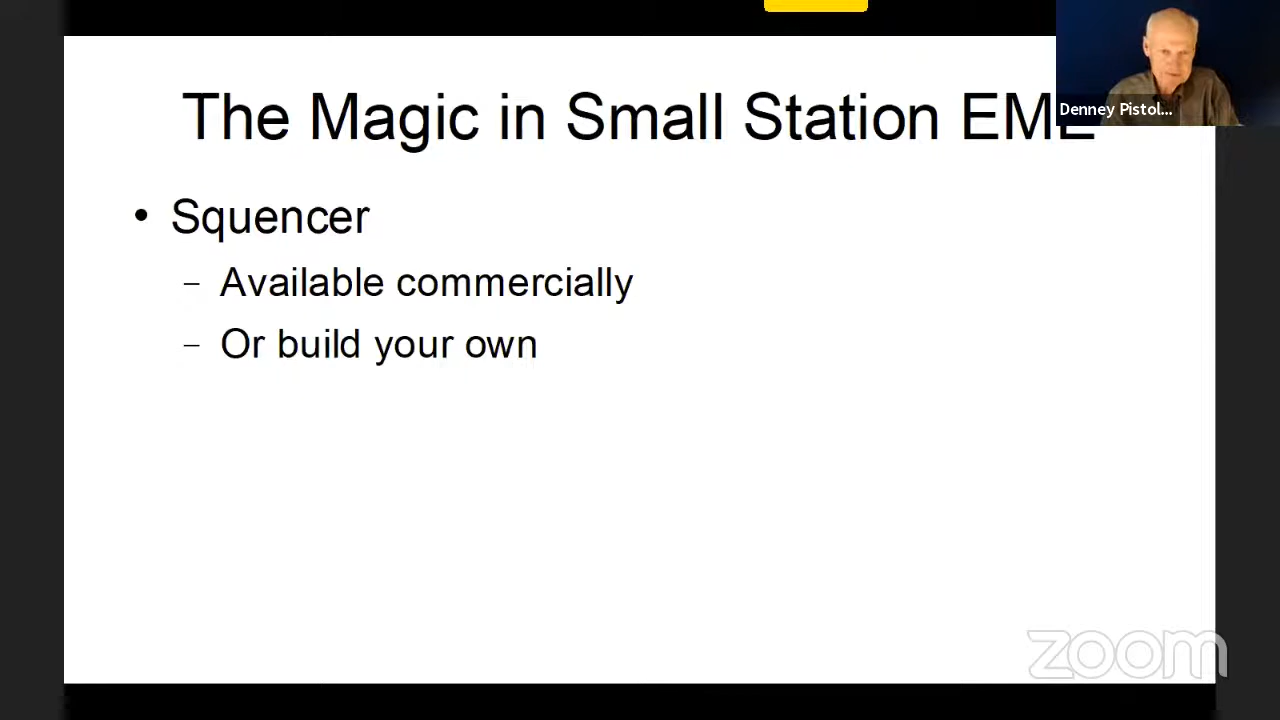 The Magic in Small Station EME
Denney Pistol...
• Squencer
– Available commercially
– Or build your own
zoom